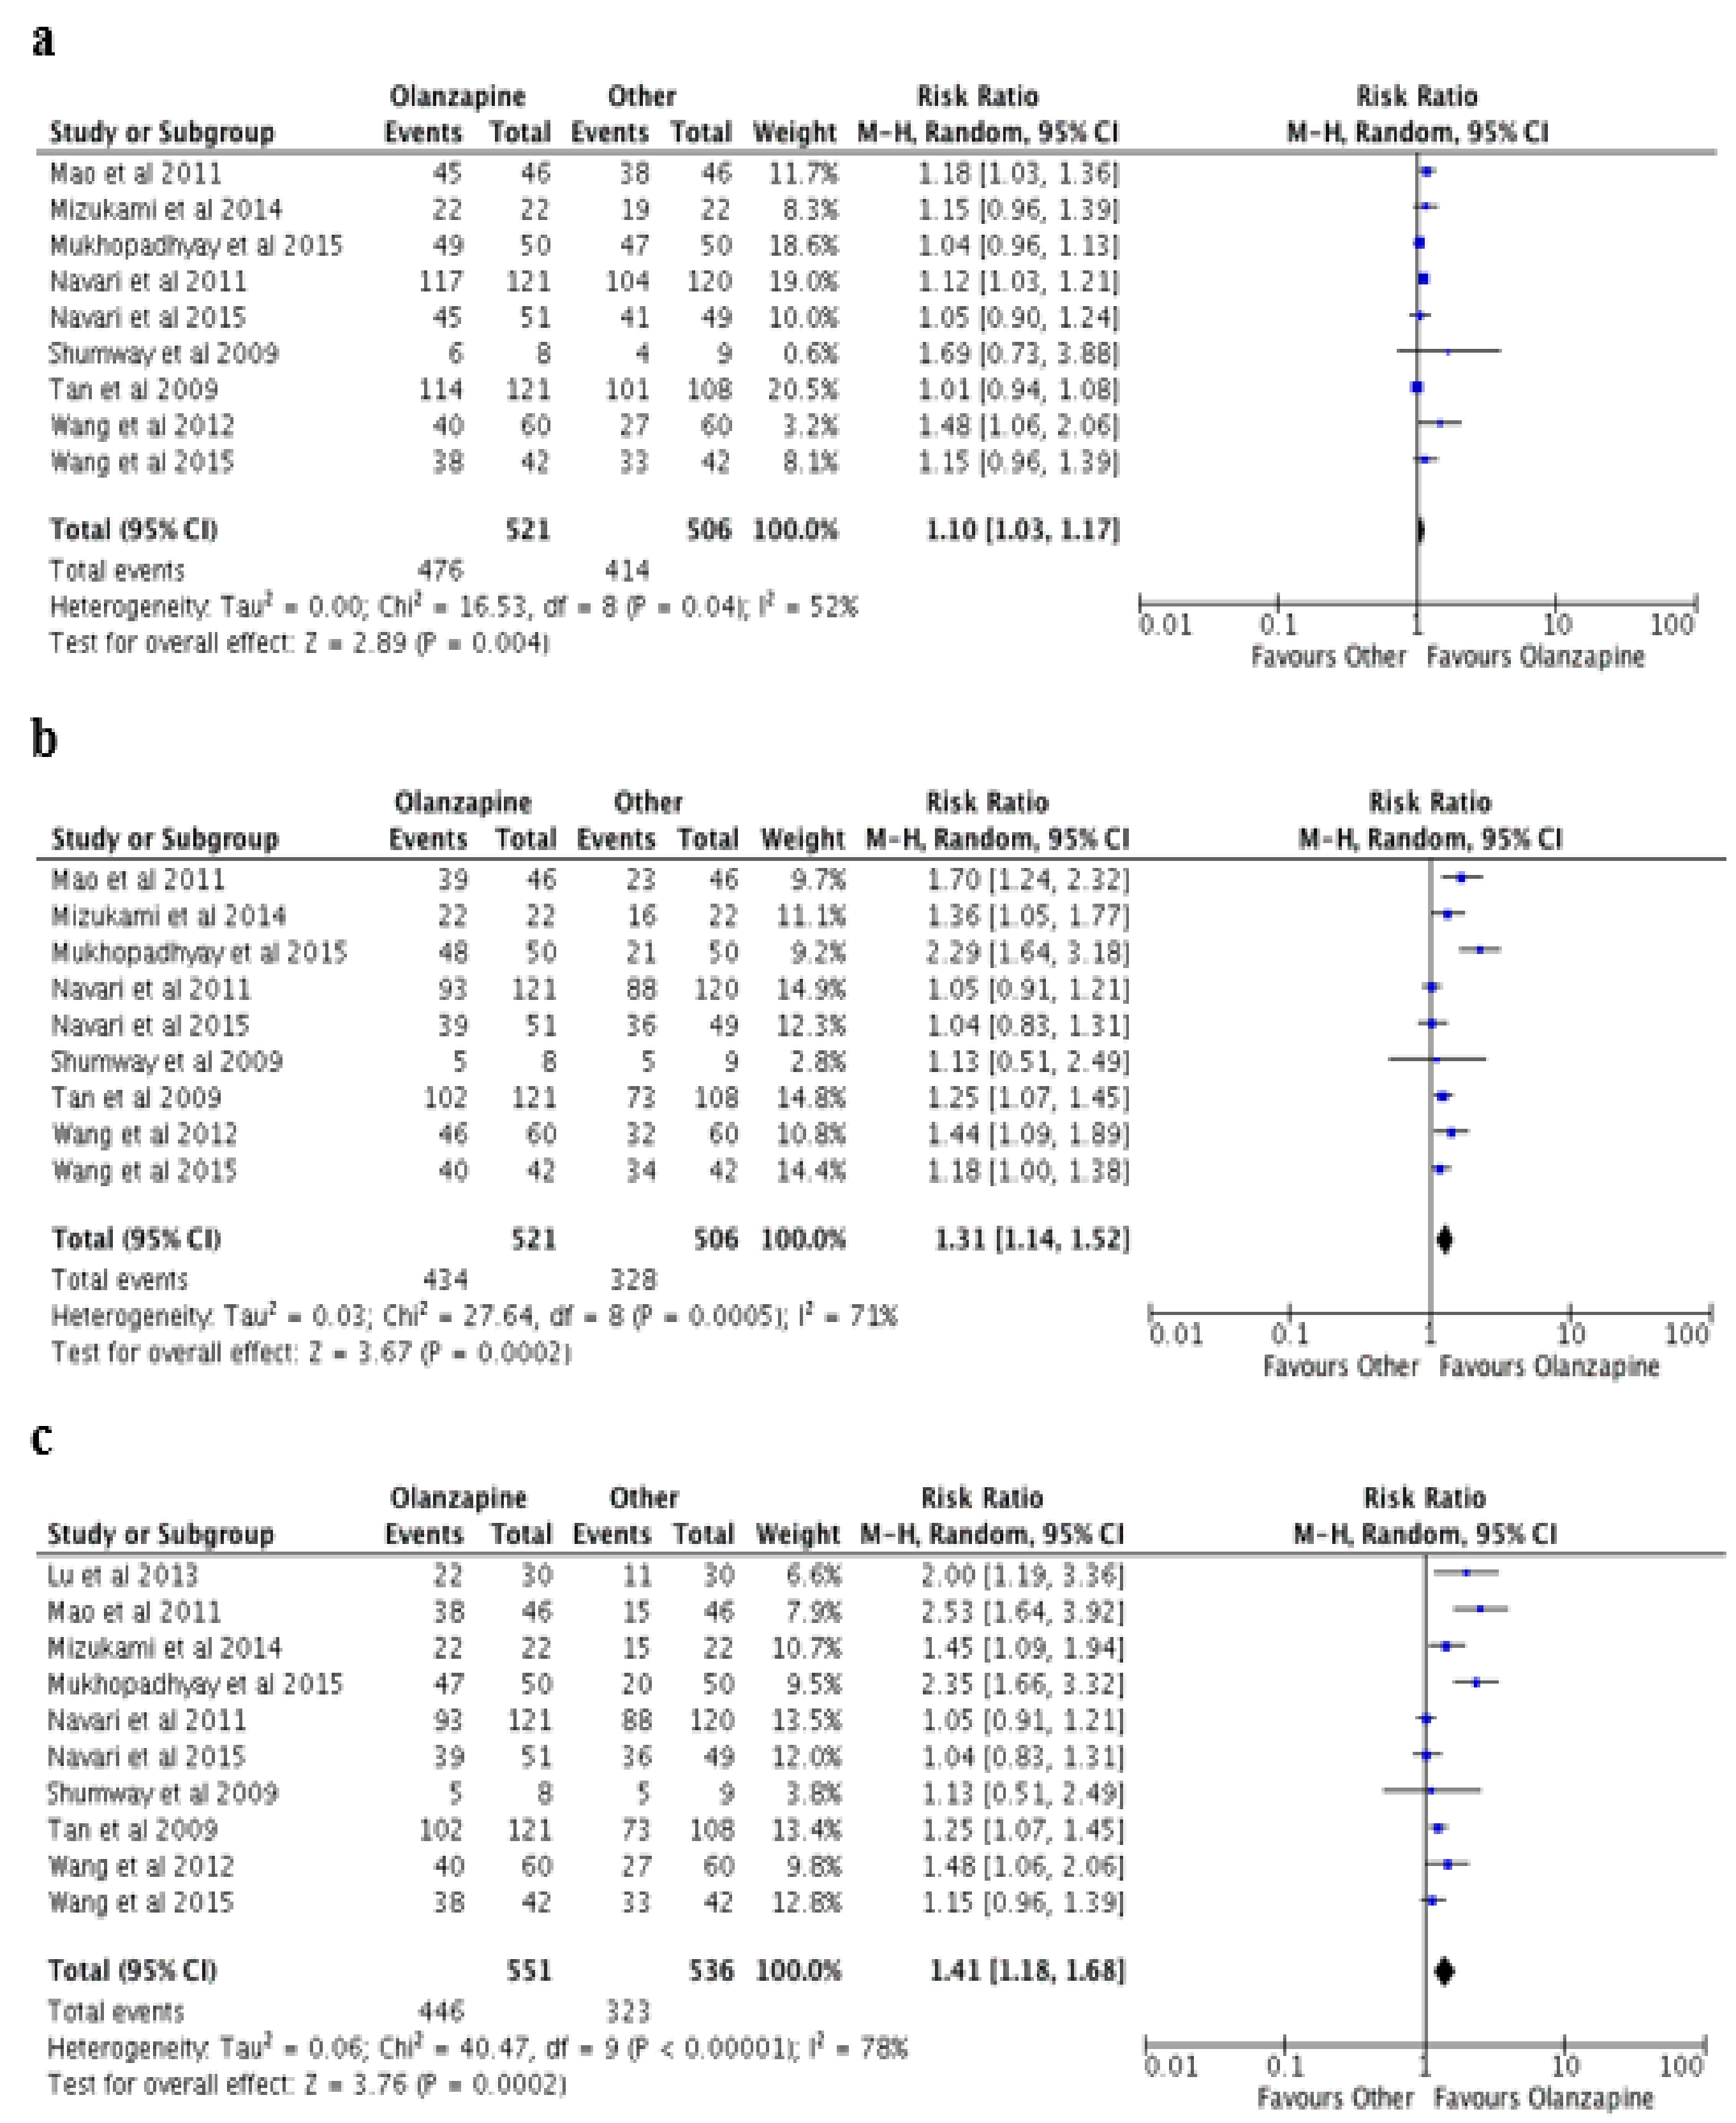 a
Olanzapine Other Risk Ratio Risk Ratio
Study or Subgroup Events Total Events Total Weight M-H, Random, 95% CI M-H, Random, 95% CI
Mao et al 2011 45 46 38 46 11.7% 1.18 [1.03, 1.36]
Mizukami et al 2014 22 22 19 22 8.3% 1.15 [0.96, 1.39]
Mukhopadhyay et al 2015 49 50 47 50 18.6% 1.04 [0.96, 1.13]
Navari et al 2011 117 121 104 120 19.0% 1.12 [1.03, 1.21]
Navari et al 2015 45 51 41 49 10.0% 1.05 [0.90, 1.24]
Shumway et al 2009 6 8 4 9 0.6% 1.69 [0.73, 3.88]
Tan et al 2009 114 121 101 108 20.5% 1.01 [0.94, 1.08]
Wang et al 2012 40 60 27 60 3.2% 1.48 [1.06, 2.06]
Wang et al 2015 38 42 33 42 8.1% 1.15 [0.96, 1.39]
Total (95% CI) 521 506 100.0% 1.10 [1.03, 1.17]
Total events 476 414
Heterogeneity: Tau² = 0.00; Chi² = 16.53, df = 8 (P = 0.04); I² = 52%
Test for overall effect: Z = 2.89 (P = 0.004)
0.01 0.1 1 10 100
Favours Other Favours Olanzapine
b
Olanzapine Other Risk Ratio Risk Ratio
Study or Subgroup Events Total Events Total Weight M-H, Random, 95% CI M-H, Random, 95% CI
Mao et al 2011 39 46 23 46 9.7% 1.70 [1.24, 2.32]
Mizukami et al 2014 22 22 16 22 11.1% 1.36 [1.05, 1.77]
Mukhopadhyay et al 2015 48 50 21 50 9.2% 2.29 [1.64, 3.18]
Navari et al 2011 93 121 88 120 14.9% 1.05 [0.91, 1.21]
Navari et al 2015 39 51 36 49 12.3% 1.04 [0.83, 1.31]
Shumway et al 2009 5 8 5 9 2.8% 1.13 [0.51, 2.49]
Tan et al 2009 102 121 73 108 14.8% 1.25 [1.07, 1.45]
Wang et al 2012 46 60 32 60 10.8% 1.44 [1.09, 1.89]
Wang et al 2015 40 42 34 42 14.4% 1.18 [1.00, 1.38]
Total (95% CI) 521 506 100.0% 1.31 [1.14, 1.52]
Total events 434 328
Heterogeneity: Tau² = 0.03; Chi² = 27.64, df = 8 (P = 0.0005); I² = 71%
Test for overall effect: Z = 3.67 (P = 0.0002)
0.01 0.1 1 10 100
Favours Other Favours Olanzapine
c
Olanzapine Other Risk Ratio Risk Ratio
Study or Subgroup Events Total Events Total Weight M-H, Random, 95% CI M-H, Random, 95% CI
Lu et al 2013 22 30 11 30 6.6% 2.00 [1.19, 3.36]
Mao et al 2011 38 46 15 46 7.9% 2.53 [1.64, 3.92]
Mizukami et al 2014 22 22 15 22 10.7% 1.45 [1.09, 1.94]
Mukhopadhyay et al 2015 47 50 20 50 9.5% 2.35 [1.66, 3.32]
Navari et al 2011 93 121 88 120 13.5% 1.05 [0.91, 1.21]
Navari et al 2015 39 51 36 49 12.0% 1.04 [0.83, 1.31]
Shumway et al 2009 5 8 5 9 3.8% 1.13 [0.51, 2.49]
Tan et al 2009 102 121 73 108 13.4% 1.25 [1.07, 1.45]
Wang et al 2012 40 60 27 60 9.8% 1.48 [1.06, 2.06]
Wang et al 2015 38 42 33 42 12.8% 1.15 [0.96, 1.39]
Total (95% CI) 551 536 100.0% 1.41 [1.18, 1.68]
Total events 446 323
Heterogeneity: Tau² = 0.06; Chi² = 40.47, df = 9 (P < 0.00001); I² = 78%
Test for overall effect: Z = 3.76 (P = 0.0002)
0.01 0.1 1 10 100
Favours Other Favours Olanzapine